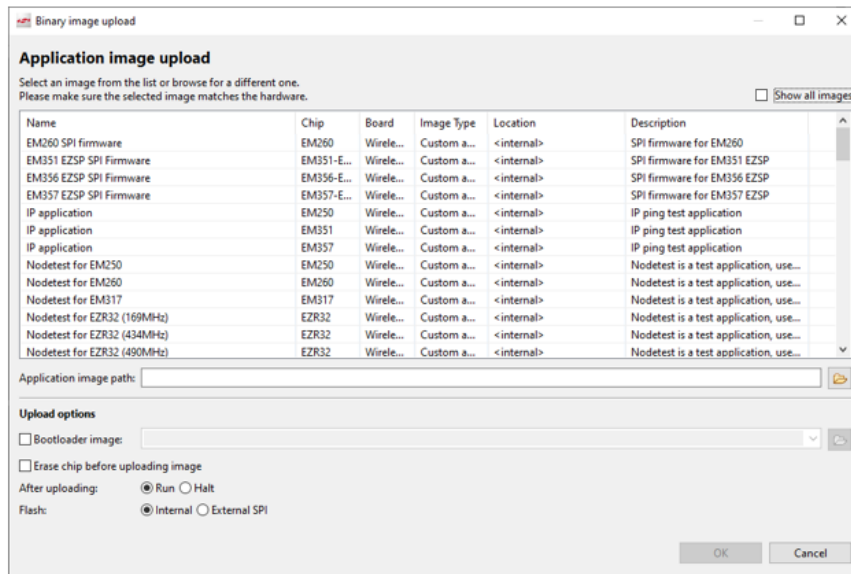 Binary image upload
Application image upload
Select an image from the list or browse for a different one.
Please make sure the selected image matches the hardware.
Show all images
Name Chip Board Image Type Location Description
EM260 SPI firmware EM260 Wirele... Custom a... <internal> SPI firmware for EM260
EM351 EZSP SPI Firmware EM351-E... Wirele... Custom a... <internal> SPI firmware for EM351 EZSP
EM356 EZSP SPI Firmware EM356-E... Wirele... Custom a... <internal> SPI firmware for EM356 EZSP
EM357 EZSP SPI Firmware EM357-E... Wirele... Custom a... <internal> SPI firmware for EM357 EZSP
IP application EM250 Wirele... Custom a... <internal> IP ping test application
IP application EM351 Wirele... Custom a... <internal> IP ping test application
IP application EM357 Wirele... Custom a... <internal> IP ping test application
Nodetest for EM250 EM250 Wirele... Custom a... <internal> Nodetest is a test application, use...
Nodetest for EM260 EM260 Wirele... Custom a... <internal> Nodetest is a test application, use...
Nodetest for EM317 EM317 Wirele... Custom a... <internal> Nodetest is a test application, use...
Nodetest for EZR32 (169MHz) EZR32 Wirele... Custom a... <internal> Nodetest is a test application, use...
Nodetest for EZR32 (434MHz) EZR32 Wirele... Custom a... <internal> Nodetest is a test application, use...
Nodetest for EZR32 (490MHz) EZR32 Wirele... Custom a... <internal> Nodetest is a test application, use...
Application image path:
Upload options
Bootloader image:
Erase chip before uploading image
After uploading: Run Halt
Flash: Internal External SPI
OK Cancel